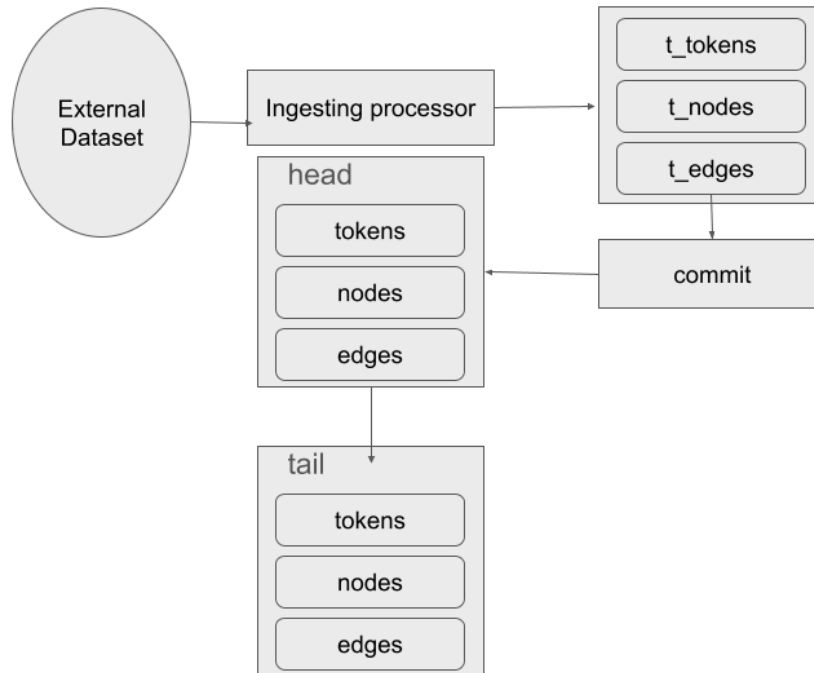 External
Dataset
Ingesting processor
t_tokens
t_nodes
t_edges
commit
head
tokens
nodes
edges
tail
tokens
nodes
edges